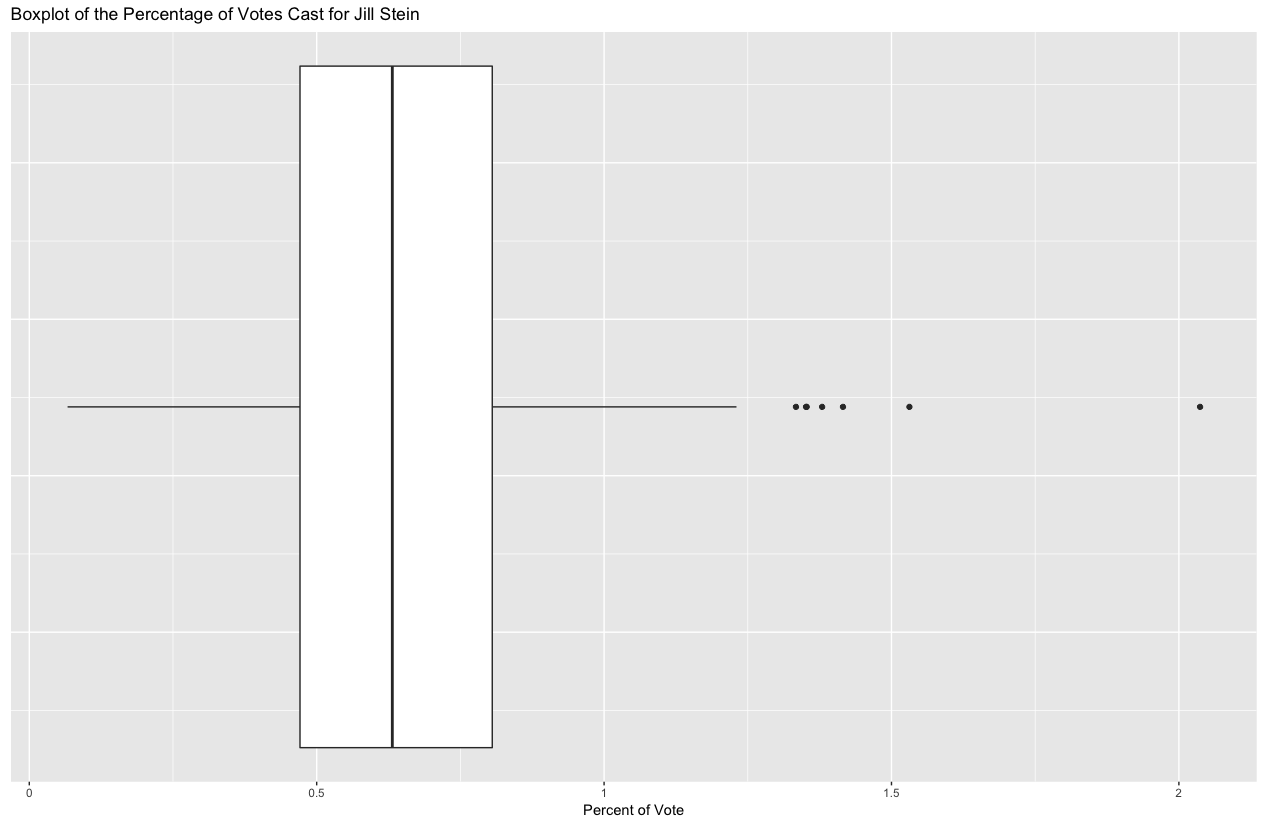 Boxplot of the Percentage of Votes Cast for Jill Stein
0 0.5 1 1.5 2
Percent of Vote